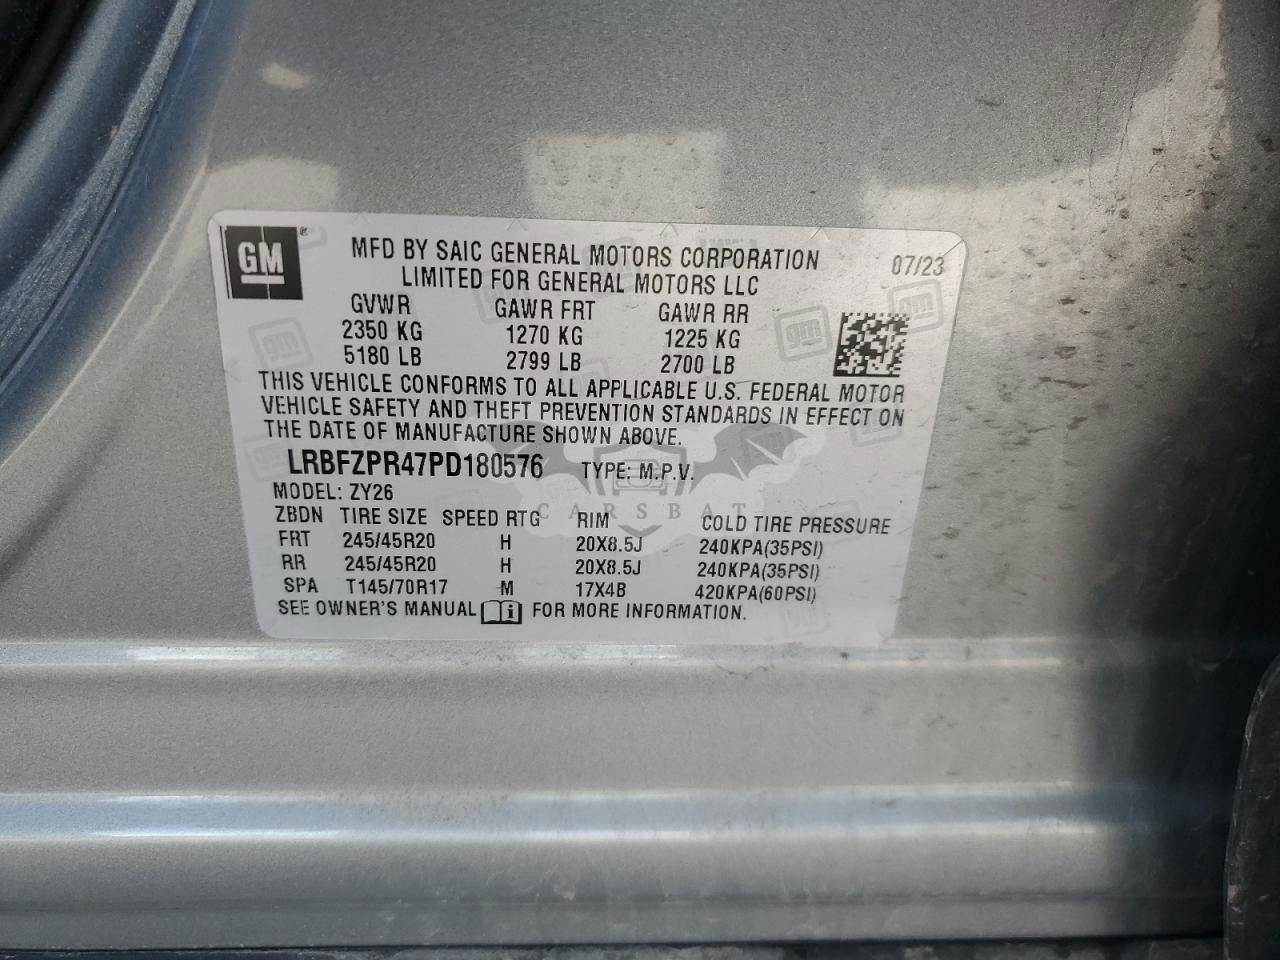 GM
MFD BY SAIC GENERAL MOTORS CORPORATION 07/23
LIMITED FOR GENERAL MOTORS LLC
GVWR GAWR FRT GAWR RR
2350 KG 1270 KG 1225 KG
5180 LB 2799 LB 2700 LB
THIS VEHICLE CONFORMS TO ALL APPLICABLE U.S. FEDERAL MOTOR
VEHICLE SAFETY AND THEFT PREVENTION STANDARDS IN EFFECT ON
THE DATE OF MANUFACTURE SHOWN ABOVE.
LRBFZPR47PD180576 TYPE: M.P.V.
MODEL: ZY26
CARSBAT
ZBDN TIRE SIZE SPEED RTG RIM COLD TIRE PRESSURE
FRT 245/45R20 H 20X8.5J 240KPA(35PSI)
RR 245/45R20 H 20X8.5J 240KPA(35PSI)
SPA T145/70R17 M 17X4B 420KPA(60PSI)
SEE OWNER'S MANUAL i FOR MORE INFORMATION.